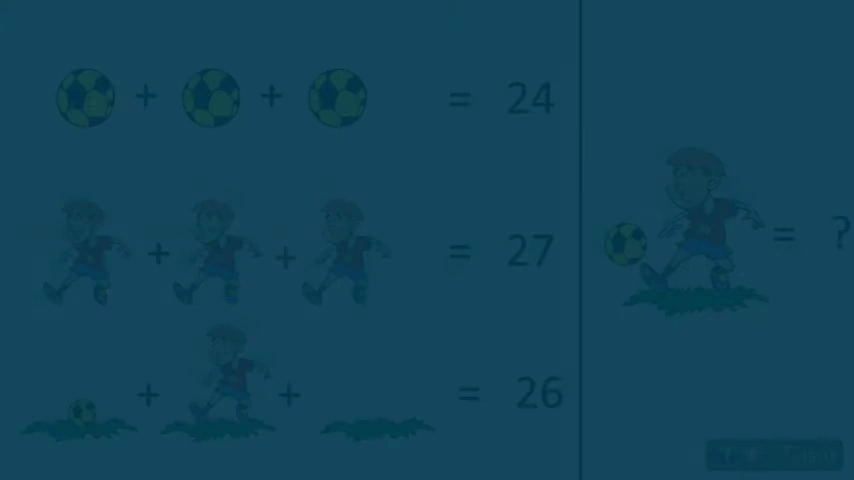 + + = 24
+ + = 27
= ?
+ + = 26